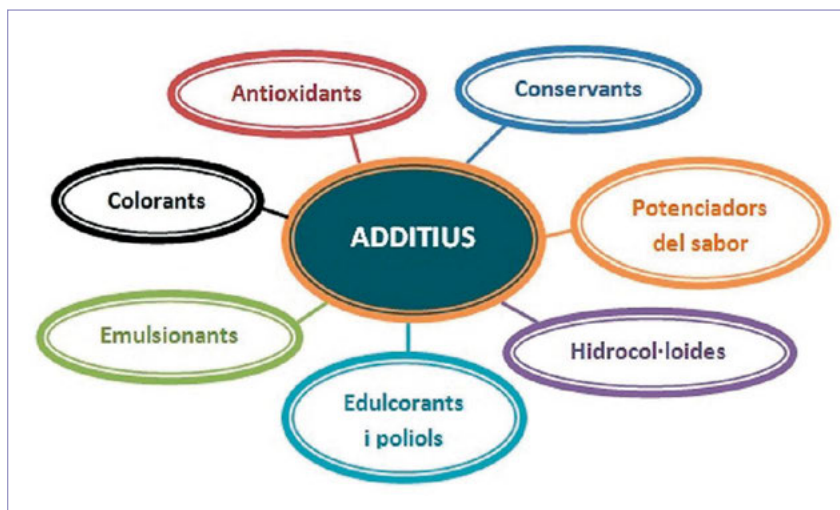 Antioxidants
Conservants
Colorants
ADDITIUS
Potenciadors
del sabor
Emulsionants
Hidrocol·loides
Edulcorants
i poliols